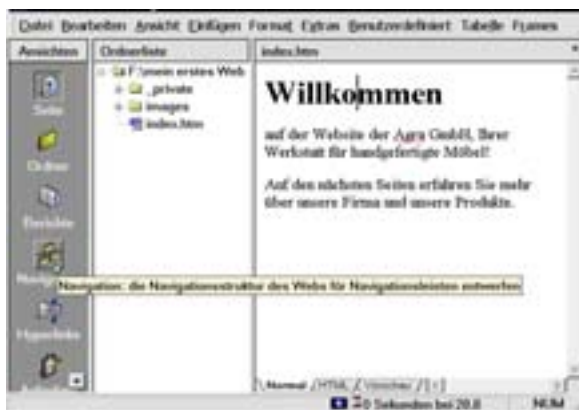 Datei Bearbeiten Ansicht Einfügen Format Extras Benutzerdefiniert Tabelle Frames
Ansichten
Ordnerliste
index.htm
Seite
Ordner
Berichte
Hyperlinks
F:\mein erstes Web
_private
images
index.htm
Willkommen
auf der Website der Agra GmbH, Ihrer
Werkstatt für handgefertigte Möbel!
Auf den nächsten Seiten erfahren Sie mehr
über unsere Firma und unsere Produkte.
Navigation: die Navigationsstruktur des Webs für Navigationsleisten entwerfen
Normal HTML Vorschau
0 Sekunden bei 28.8 NUM